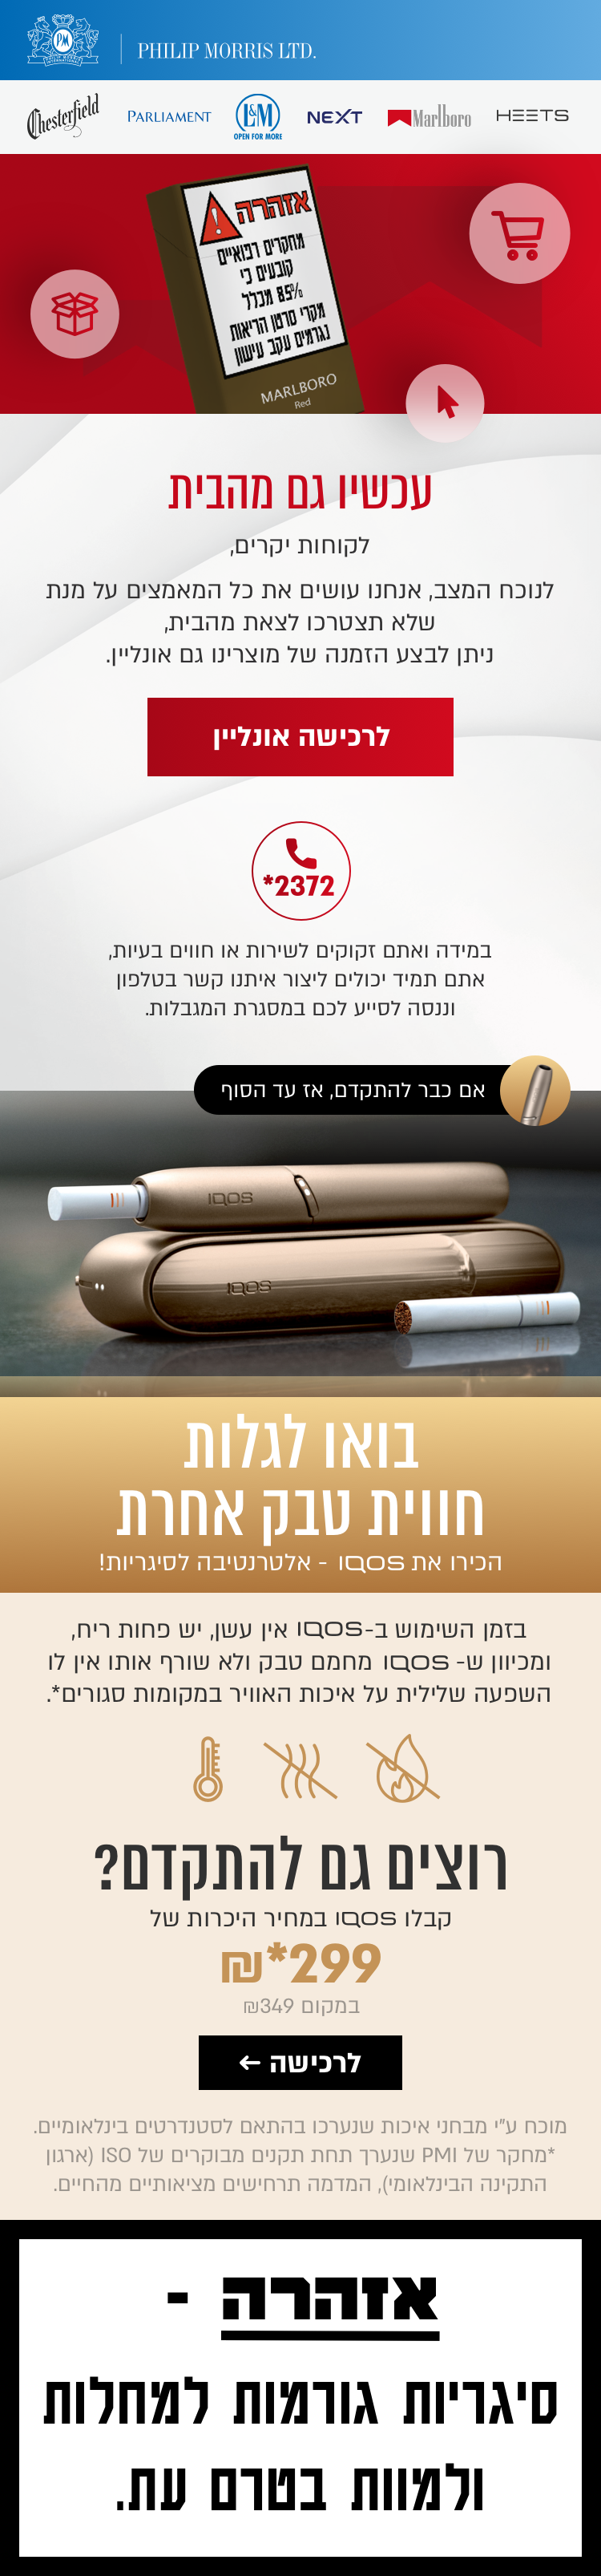 PHILIP MORRIS LTD.
PM
Chesterfield PARLIAMENT L&M NEXT Marlboro HEETS
OPEN FOR MORE
אזהרה
מחקרים רפואיים
קובעים כי
85% מכלל
מקרי סרטן הריאות
נגרמים עקב עישון
MARLBORO
Red
עכשיו גם מהבית
לקוחות יקרים,
לנוכח המצב, אנחנו עושים את כל המאמצים על מנת
שלא תצטרכו לצאת מהבית,
ניתן לבצע הזמנה של מוצרינו גם אונליין.
לרכישה אונליין
*2372
במידה ואתם זקוקים לשירות או חווים בעיות,
אתם תמיד יכולים ליצור איתנו קשר בטלפון
וננסה לסייע לכם במסגרת המגבלות.
אם כבר להתקדם, אז עד הסוף
IQOS
IQOS
בואו לגלות
חווית טבק אחרת
הכירו את IQOS - אלטרנטיבה לסיגריות!
בזמן השימוש ב-IQOS אין עשן, יש פחות ריח,
ומכיוון ש- IQOS מחמם טבק ולא שורף אותו אין לו
השפעה שלילית על איכות האוויר במקומות סגורים*.
רוצים גם להתקדם?
קבלו IQOS במחיר היכרות של
299*₪
במקום 349₪
לרכישה ←
מוכח ע"י מבחני איכות שנערכו בהתאם לסטנדרטים בינלאומיים.
*מחקר של PMI שנערך תחת תקנים מבוקרים של ISO (ארגון
התקינה הבינלאומי), המדמה תרחישים מציאותיים מהחיים.
אזהרה -
סיגריות גורמות למחלות
ולמוות בטרם עת.